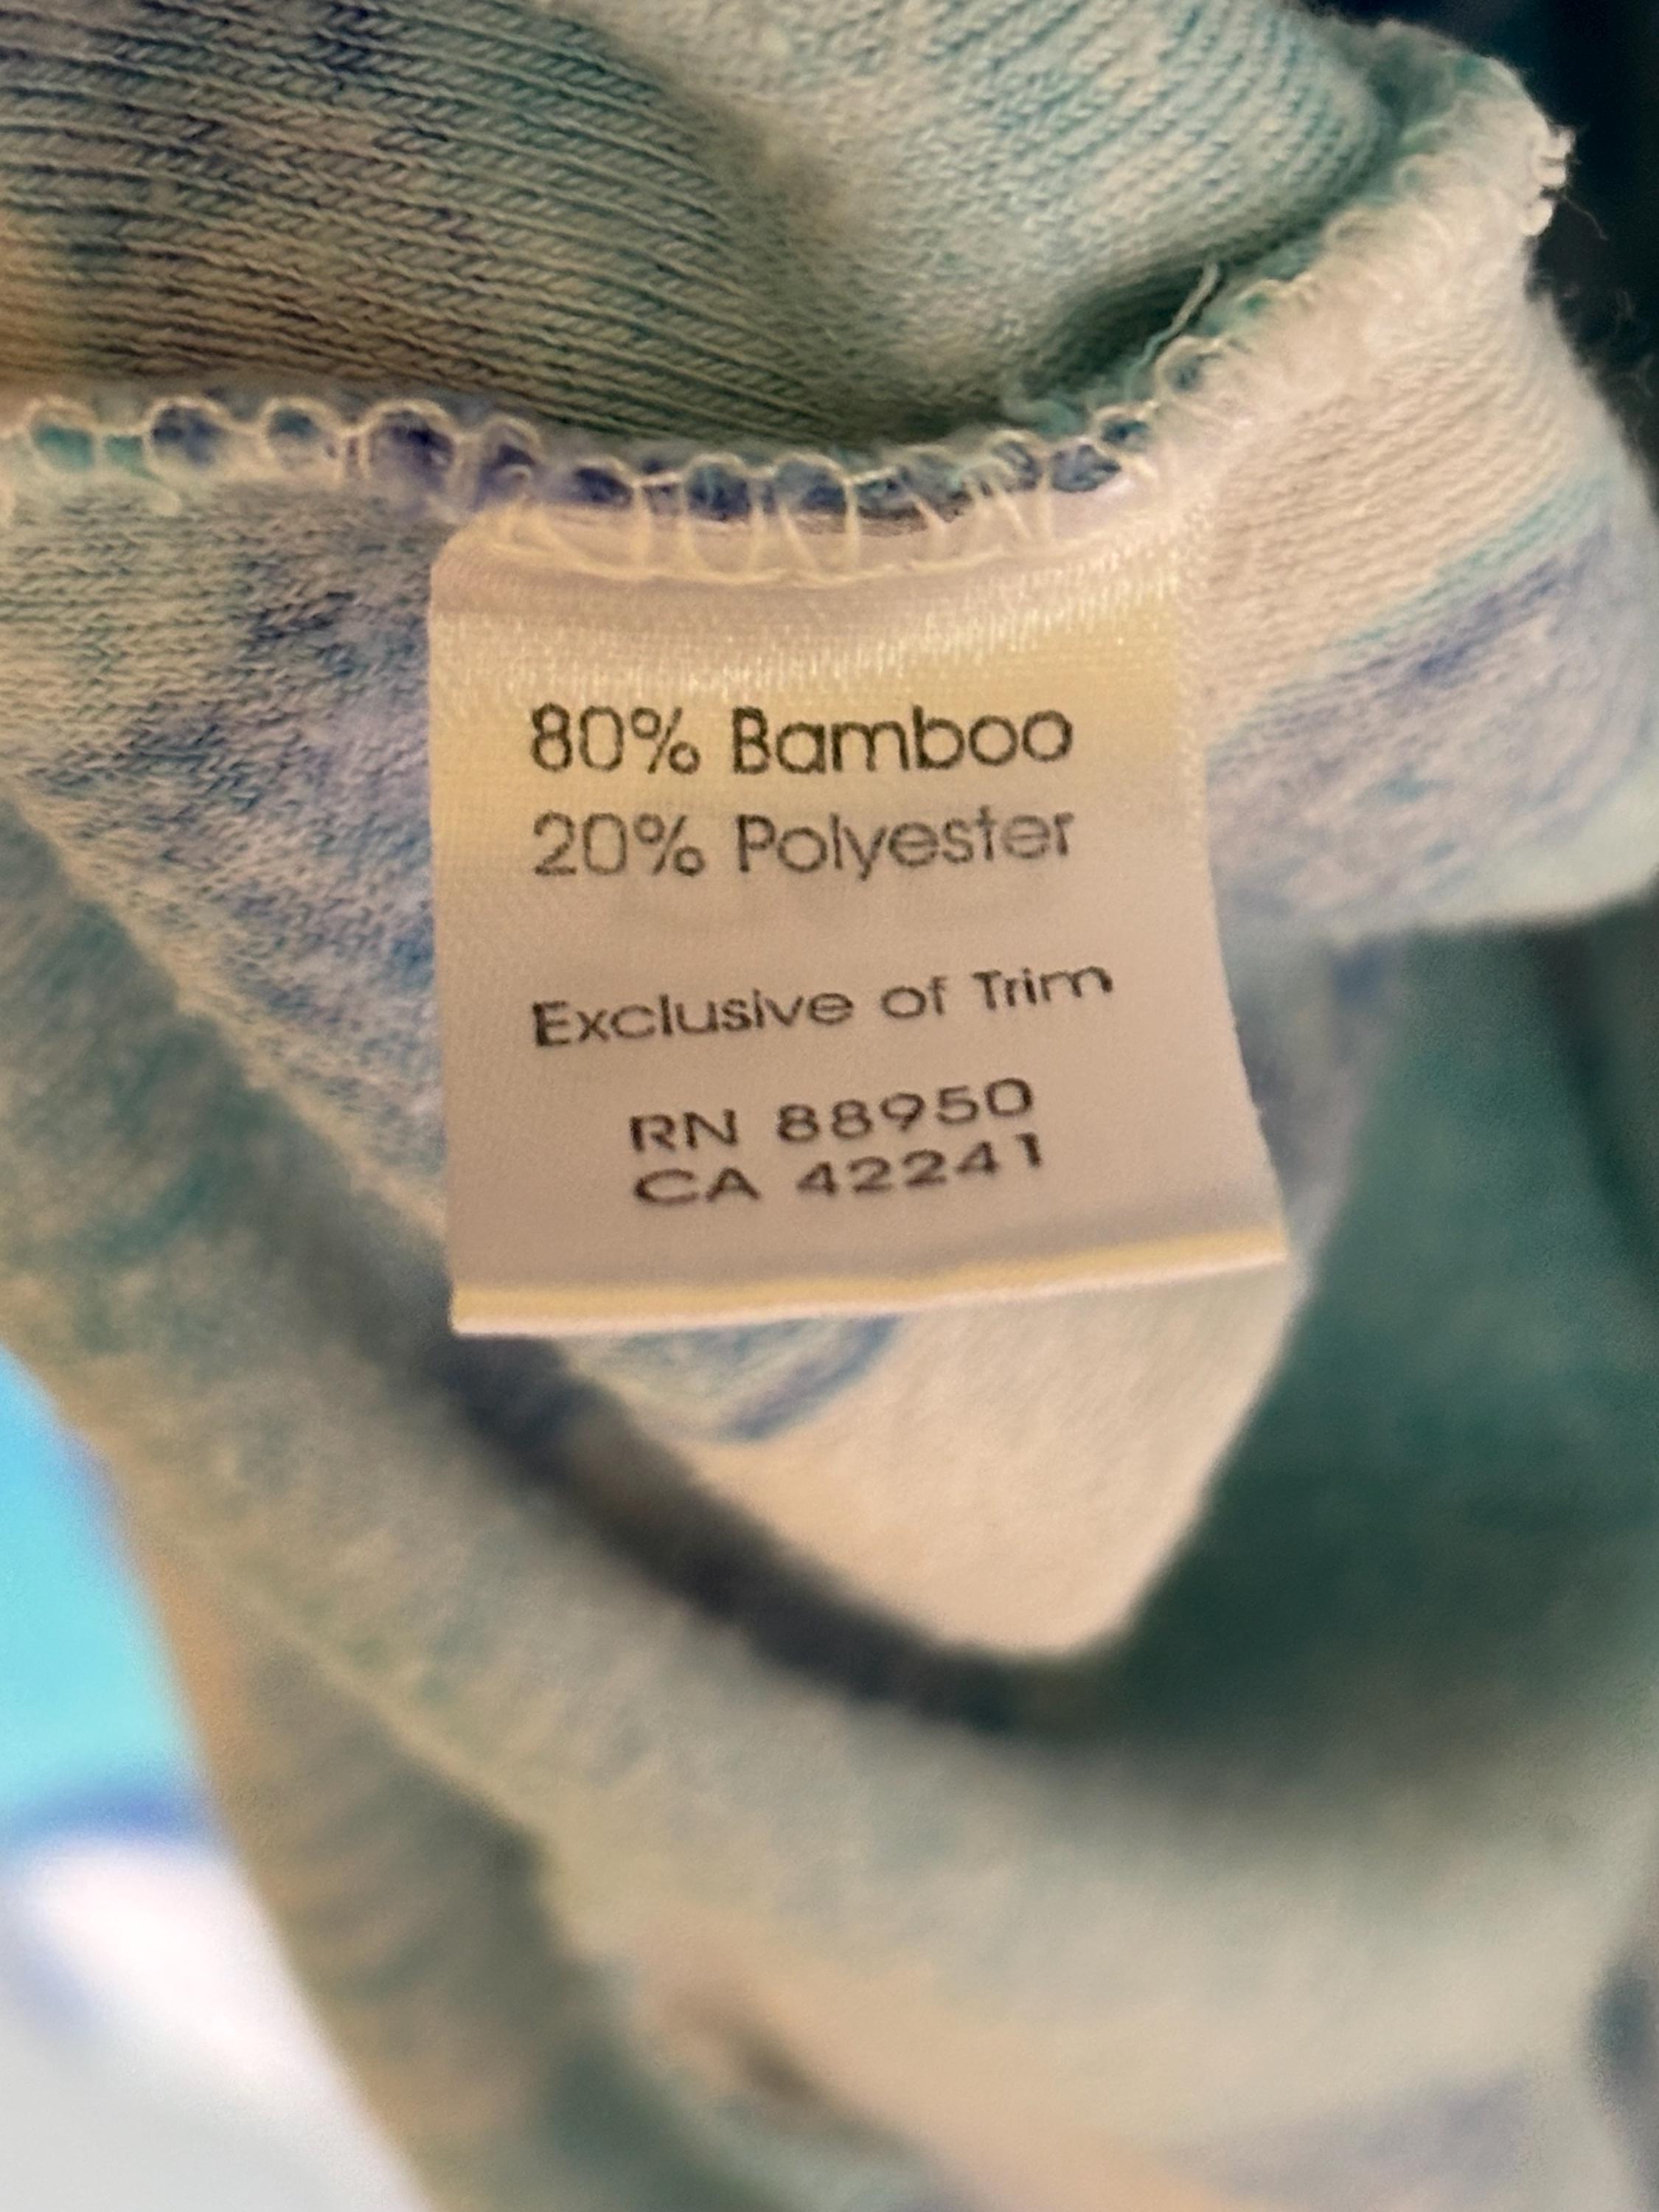 80% Bamboo
20% Polyester
Exclusive of Trim
RN 88950
CA 42241